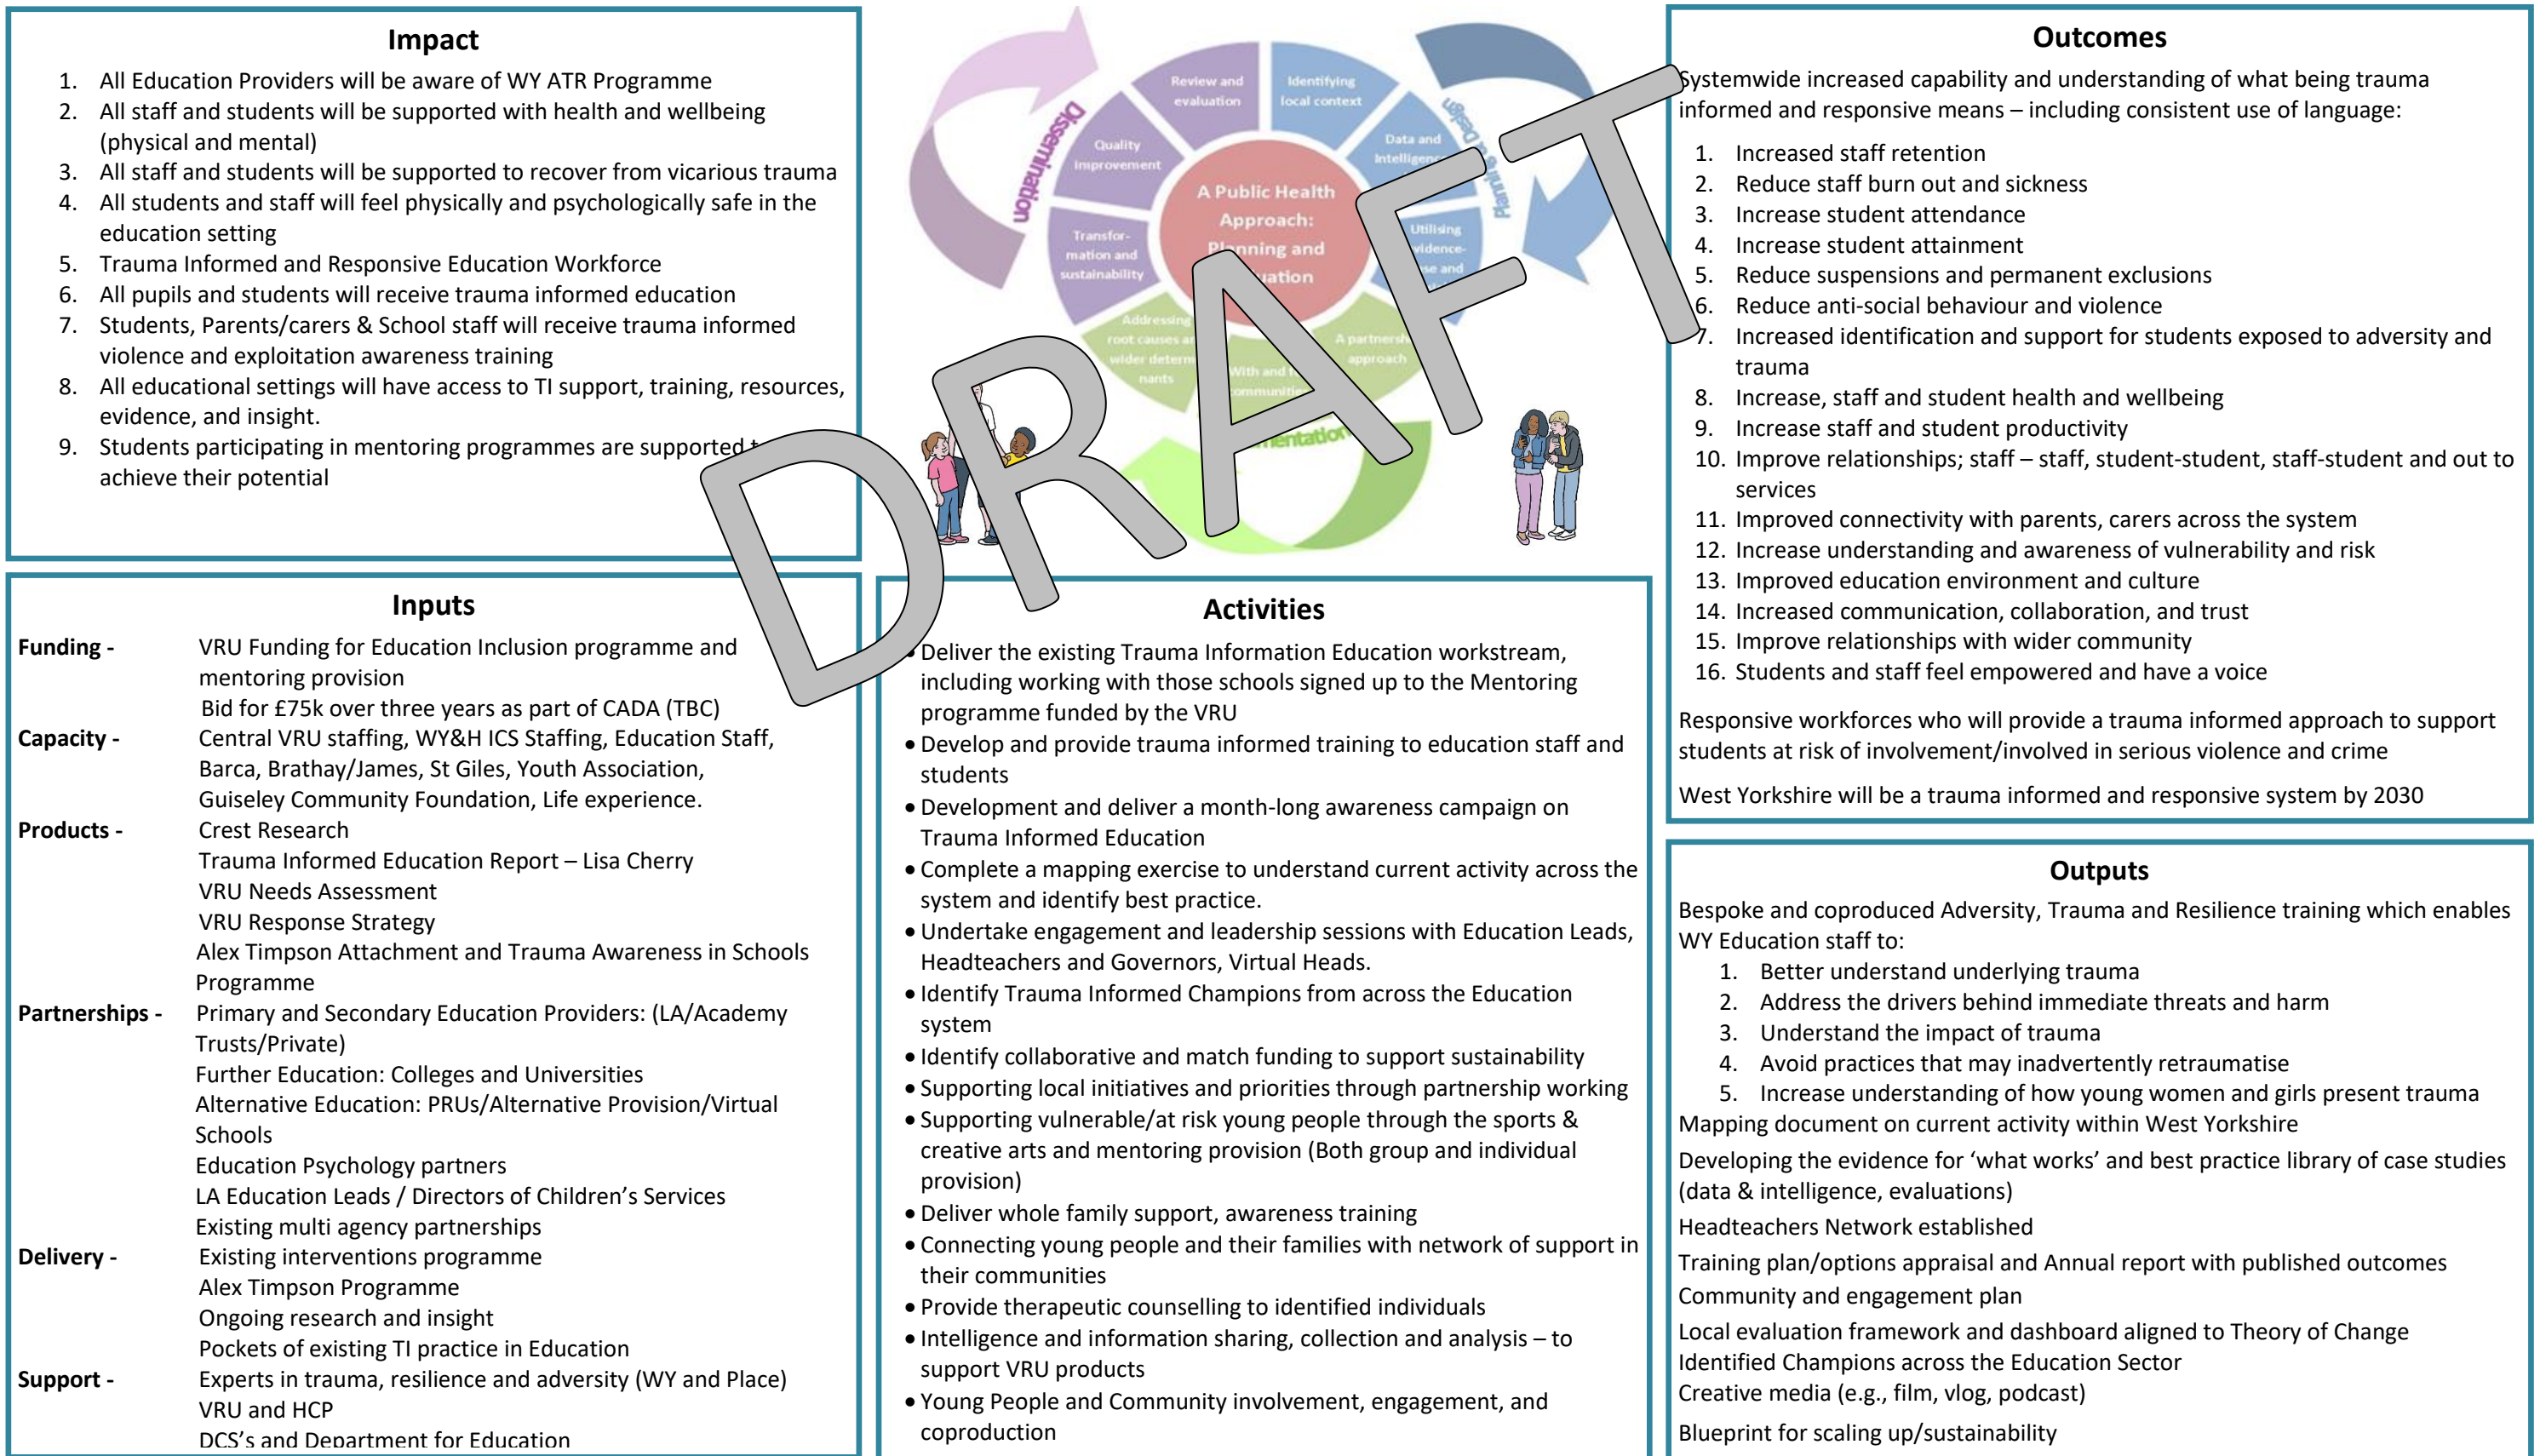 Impact
1. All Education Providers will be aware of WY ATR Programme
2. All staff and students will be supported with health and wellbeing
(physical and mental)
3. All staff and students will be supported to recover from vicarious trauma
4. All students and staff will feel physically and psychologically safe in the
education setting
5. Trauma Informed and Responsive Education Workforce
6. All pupils and students will receive trauma informed education
7. Students, Parents/carers & School staff will receive trauma informed
violence and exploitation awareness training
8. All educational settings will have access to TI support, training, resources,
evidence, and insight.
9. Students participating in mentoring programmes are supported
achieve their potential
Dissemination
Review and
evaluation
Identifying
local context
Quality
Improvement
Data and
Transfor-
mation and
sustainability
Utilising
A Public Health
Approach:
Planning and
Addressing
root causes
wider
nants
With and
A
approach
DRAFT
Outcomes
Systemwide increased capability and understanding of what being trauma
informed and responsive means – including consistent use of language:
1. Increased staff retention
2. Reduce staff burn out and sickness
3. Increase student attendance
4. Increase student attainment
5. Reduce suspensions and permanent exclusions
6. Reduce anti-social behaviour and violence
7. Increased identification and support for students exposed to adversity and
trauma
8. Increase, staff and student health and wellbeing
9. Increase staff and student productivity
10. Improve relationships; staff – staff, student-student, staff-student and out to
services
11. Improved connectivity with parents, carers across the system
12. Increase understanding and awareness of vulnerability and risk
13. Improved education environment and culture
14. Increased communication, collaboration, and trust
15. Improve relationships with wider community
16. Students and staff feel empowered and have a voice
Responsive workforces who will provide a trauma informed approach to support
students at risk of involvement/involved in serious violence and crime
West Yorkshire will be a trauma informed and responsive system by 2030
Inputs
Funding - VRU Funding for Education Inclusion programme and
mentoring provision
Bid for £75k over three years as part of CADA (TBC)
Capacity - Central VRU staffing, WY&H ICS Staffing, Education Staff,
Barca, Brathay/James, St Giles, Youth Association,
Guiseley Community Foundation, Life experience.
Products - Crest Research
Trauma Informed Education Report – Lisa Cherry
VRU Needs Assessment
VRU Response Strategy
Alex Timpson Attachment and Trauma Awareness in Schools
Programme
Partnerships - Primary and Secondary Education Providers: (LA/Academy
Trusts/Private)
Further Education: Colleges and Universities
Alternative Education: PRUs/Alternative Provision/Virtual
Schools
Education Psychology partners
LA Education Leads / Directors of Children’s Services
Existing multi agency partnerships
Delivery - Existing interventions programme
Alex Timpson Programme
Ongoing research and insight
Pockets of existing TI practice in Education
Support - Experts in trauma, resilience and adversity (WY and Place)
VRU and HCP
DCS’s and Department for Education
Activities
• Deliver the existing Trauma Information Education workstream,
including working with those schools signed up to the Mentoring
programme funded by the VRU
• Develop and provide trauma informed training to education staff and
students
• Development and deliver a month-long awareness campaign on
Trauma Informed Education
• Complete a mapping exercise to understand current activity across the
system and identify best practice.
• Undertake engagement and leadership sessions with Education Leads,
Headteachers and Governors, Virtual Heads.
• Identify Trauma Informed Champions from across the Education
system
• Identify collaborative and match funding to support sustainability
• Supporting local initiatives and priorities through partnership working
• Supporting vulnerable/at risk young people through the sports &
creative arts and mentoring provision (Both group and individual
provision)
• Deliver whole family support, awareness training
• Connecting young people and their families with network of support in
their communities
• Provide therapeutic counselling to identified individuals
• Intelligence and information sharing, collection and analysis – to
support VRU products
• Young People and Community involvement, engagement, and
coproduction
Outputs
Bespoke and coproduced Adversity, Trauma and Resilience training which enables
WY Education staff to:
1. Better understand underlying trauma
2. Address the drivers behind immediate threats and harm
3. Understand the impact of trauma
4. Avoid practices that may inadvertently retraumatise
5. Increase understanding of how young women and girls present trauma
Mapping document on current activity within West Yorkshire
Developing the evidence for ‘what works’ and best practice library of case studies
(data & intelligence, evaluations)
Headteachers Network established
Training plan/options appraisal and Annual report with published outcomes
Community and engagement plan
Local evaluation framework and dashboard aligned to Theory of Change
Identified Champions across the Education Sector
Creative media (e.g., film, vlog, podcast)
Blueprint for scaling up/sustainability